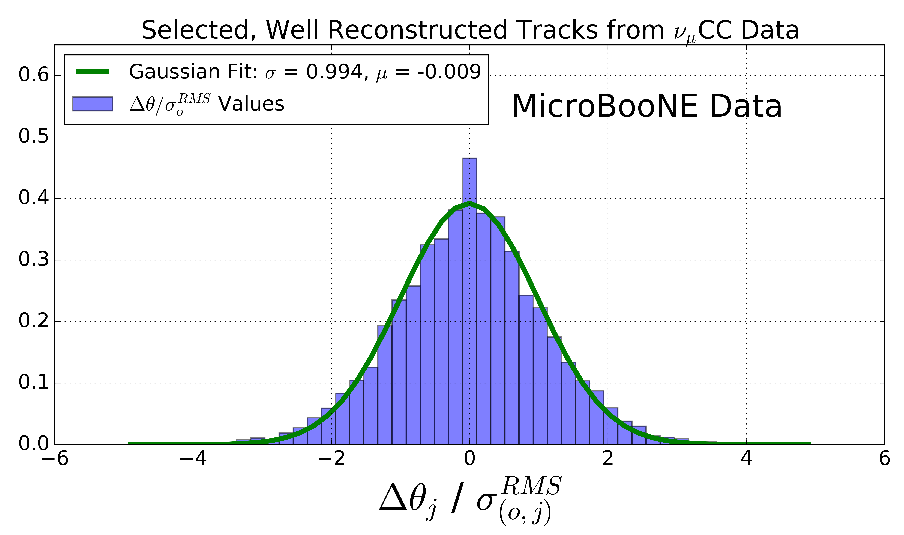 Selected, Well Reconstructed Tracks from νμCC Data
Gaussian Fit: σ = 0.994, μ = -0.009
Δθ/σ_o^RMS Values
MicroBooNE Data
0.6
0.5
0.4
0.3
0.2
0.1
0.0
−6 −4 −2 0 2 4 6
Δθ_j / σ_(o, j)^RMS